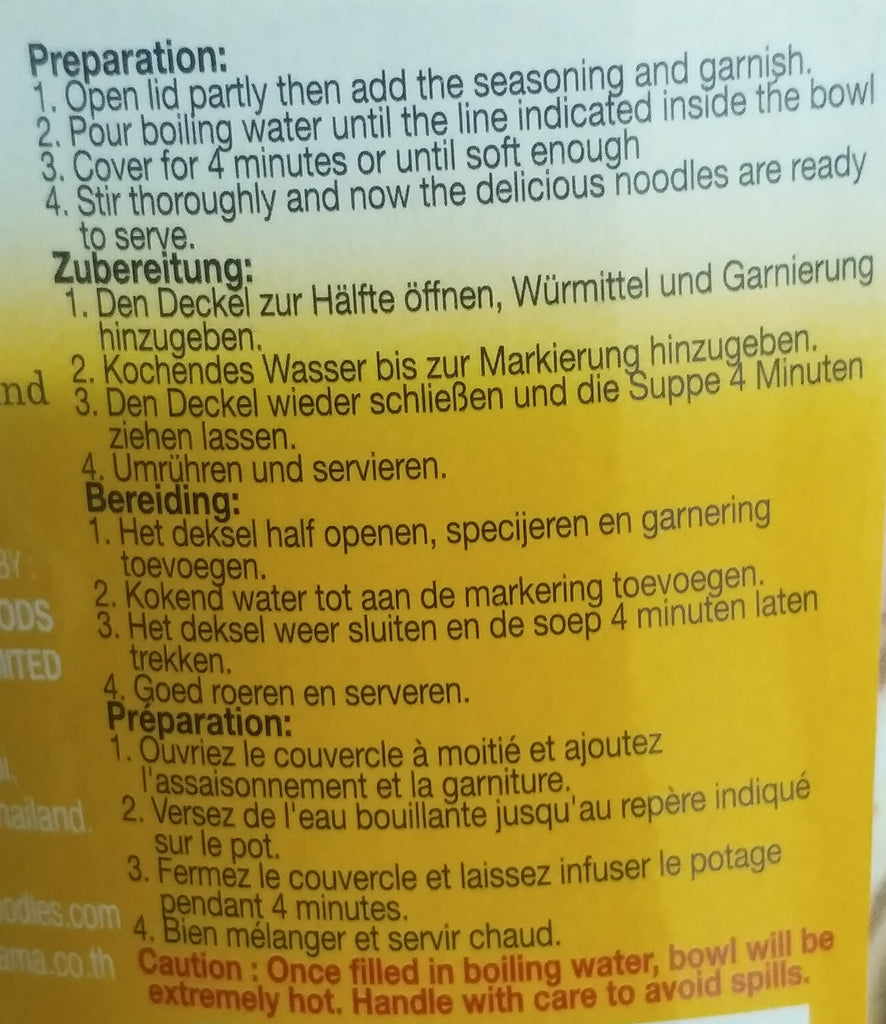 Preparation:
1. Open lid partly then add the seasoning and garnish.
2. Pour boiling water until the line indicated inside the bowl
3. Cover for 4 minutes or until soft enough
4. Stir thoroughly and now the delicious noodles are ready
to serve.
Zubereitung:
1. Den Deckel zur Hälfte öffnen, Würmittel und Garnierung
hinzugeben.
2. Kochendes Wasser bis zur Markierung hinzugeben.
nd
3. Den Deckel wieder schließen und die Suppe 4 Minuten
ziehen lassen.
4. Umrühren und servieren.
Bereiding:
1. Het deksel half openen, specijeren en garnering
toevoegen.
BY :
2. Kokend water tot aan de markering toevoegen.
ODS
3. Het deksel weer sluiten en de soep 4 minuten laten
trekken.
MITED
4. Goed roeren en serveren.
Préparation:
1. Ouvriez le couvercle à moitié et ajoutez
l'assaisonnement et la garniture.
2. Versez de l'eau bouillante jusqu'au repère indiqué
sur le pot.
hailand.
3. Fermez le couvercle et laissez infuser le potage
pendant 4 minutes.
odles.com
4. Bien mélanger et servir chaud.
ama.co.th
Caution : Once filled in boiling water, bowl will be
extremely hot. Handle with care to avoid spills.